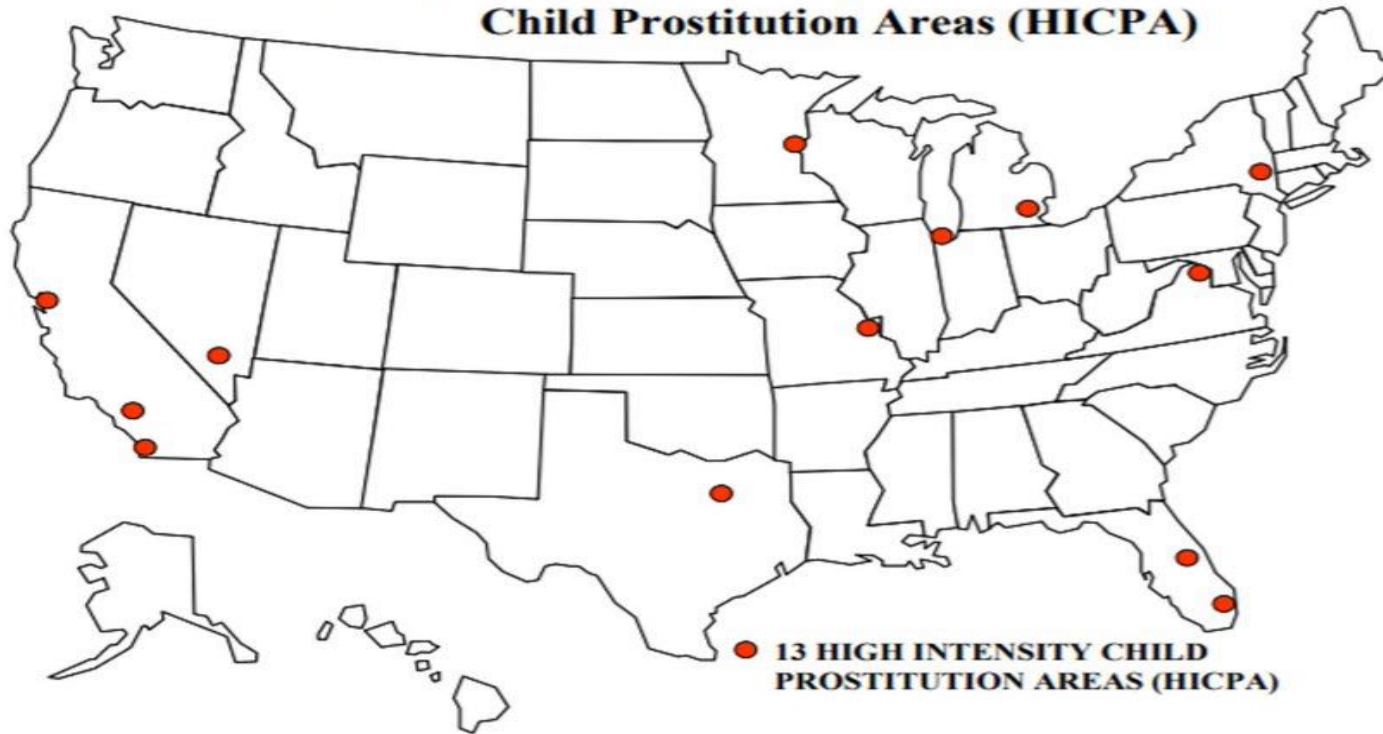 Child Prostitution Areas (HICPA)
13 HIGH INTENSITY CHILD
PROSTITUTION AREAS (HICPA)